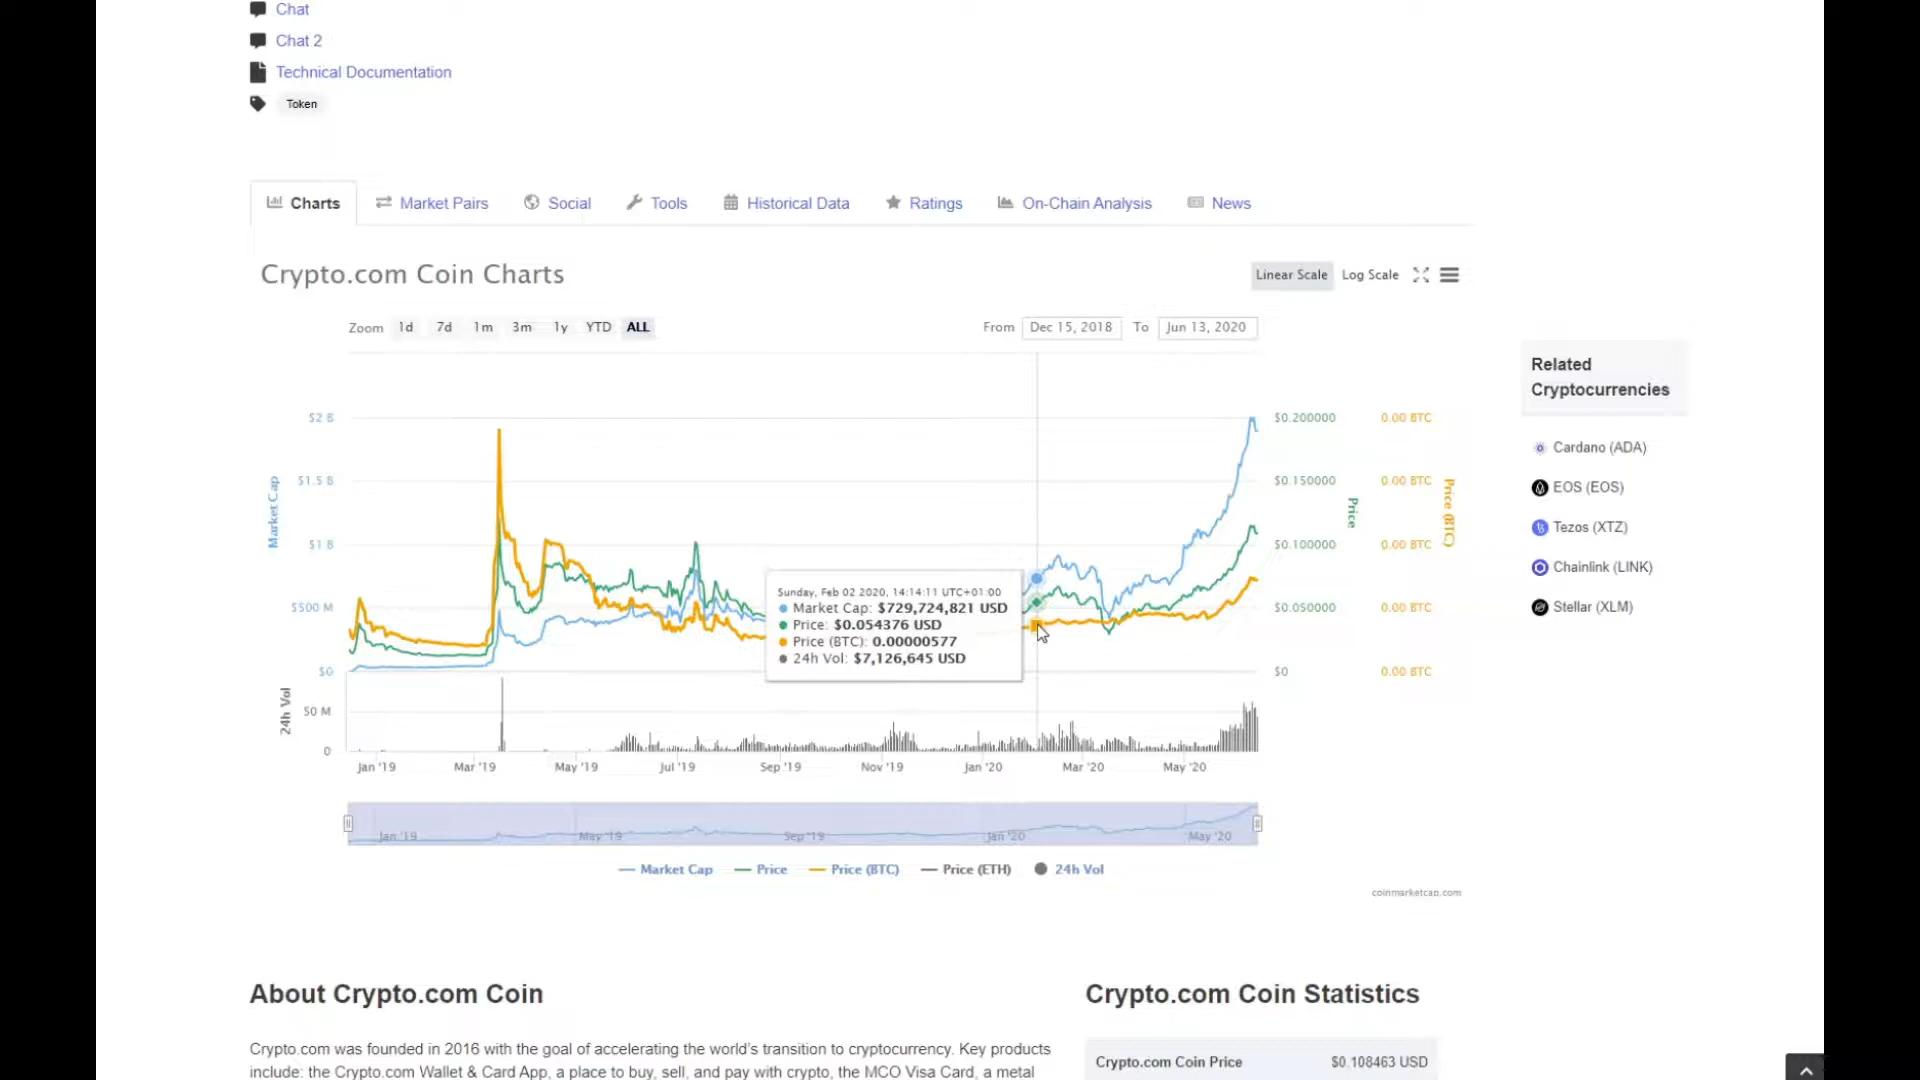 Chat
Chat 2
Technical Documentation
Token
Charts
Market Pairs
Social
Tools
Historical Data
Ratings
On-Chain Analysis
News
Crypto.com Coin Charts
Linear Scale
Log Scale
Zoom 1d 7d 1m 3m 1y YTD ALL
From Dec 15, 2018 To Jun 13, 2020
Related
Cryptocurrencies
Cardano (ADA)
EOS (EOS)
Tezos (XTZ)
Chainlink (LINK)
Stellar (XLM)
$2 B
$1.5 B
$1 B
$500 M
$0
Market Cap
$0.200000
$0.150000
$0.100000
$0.050000
$0
Price
0.00 BTC
0.00 BTC
0.00 BTC
0.00 BTC
0.00 BTC
Price (BTC)
Sunday, Feb 02 2020, 14:14:11 UTC+01:00
Market Cap: $729,724,821 USD
Price: $0.054376 USD
Price (BTC): 0.00000577
24h Vol: $7,126,645 USD
24h Vol
50 M
0
Jan '19 Mar '19 May '19 Jul '19 Sep '19 Nov '19 Jan '20 Mar '20 May '20
Jan '19 May '19 Sep '19 Jan '20 May '20
Market Cap Price Price (BTC) Price (ETH) 24h Vol
coinmarketcap.com
About Crypto.com Coin
Crypto.com was founded in 2016 with the goal of accelerating the world's transition to cryptocurrency. Key products
include: the Crypto.com Wallet & Card App, a place to buy, sell, and pay with crypto, the MCO Visa Card, a metal
Crypto.com Coin Statistics
Crypto.com Coin Price $0.108463 USD